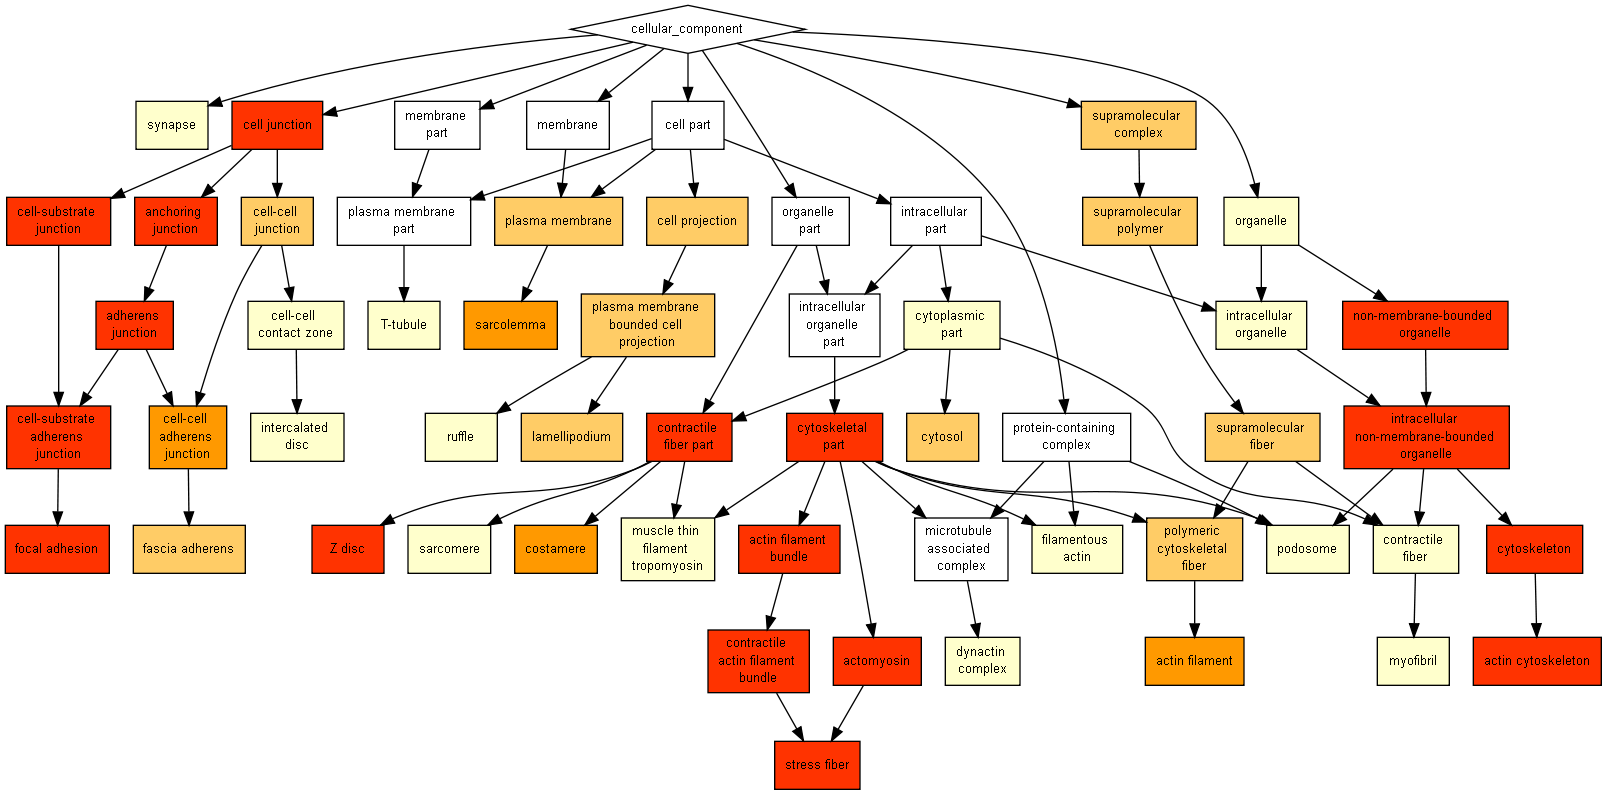 cellular_component
synapse
cell junction
membrane
part
membrane
cell part
supramolecular
complex
cell-substrate
junction
anchoring
junction
cell-cell
junction
plasma membrane
part
plasma membrane
cell projection
organelle
part
intracellular
part
supramolecular
polymer
organelle
adherens
junction
cell-cell
contact zone
T-tubule
sarcolemma
plasma membrane
bounded cell
projection
intracellular
organelle
part
cytoplasmic
part
intracellular
organelle
non-membrane-bounded
organelle
cell-substrate
adherens
junction
cell-cell
adherens
junction
intercalated
disc
ruffle
lamellipodium
contractile
fiber part
cytoskeletal
part
cytosol
protein-containing
complex
supramolecular
fiber
intracellular
non-membrane-bounded
organelle
focal adhesion
fascia adherens
Z disc
sarcomere
costamere
muscle thin
filament
tropomyosin
actin filament
bundle
microtubule
associated
complex
filamentous
actin
polymeric
cytoskeletal
fiber
podosome
contractile
fiber
cytoskeleton
contractile
actin filament
bundle
actomyosin
dynactin
complex
actin filament
myofibril
actin cytoskeleton
stress fiber